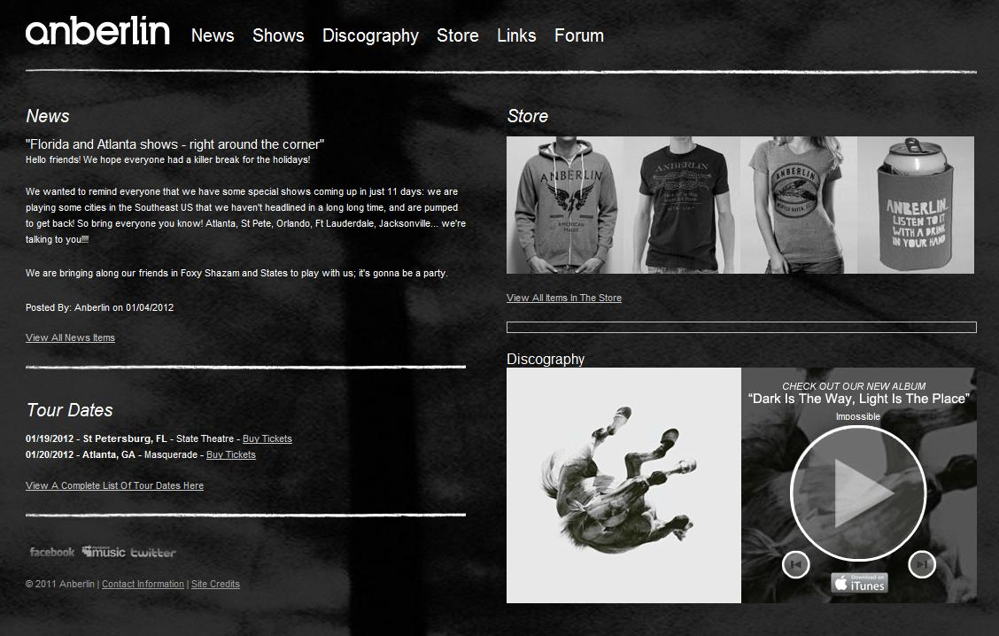 anberlin News Shows Discography Store Links Forum
News
"Florida and Atlanta shows - right around the corner"
Hello friends! We hope everyone had a killer break for the holidays!
We wanted to remind everyone that we have some special shows coming up in just 11 days: we are
playing some cities in the Southeast US that we haven't headlined in a long long time, and are pumped
to get back! So bring everyone you know! Atlanta, St Pete, Orlando, Ft Lauderdale, Jacksonville... we're
talking to you!!!!
We are bringing along our friends in Foxy Shazam and States to play with us; it's gonna be a party.
Posted By: Anberlin on 01/04/2012
View All News Items
Tour Dates
01/19/2012 - St Petersburg, FL - State Theatre - Buy Tickets
01/20/2012 - Atlanta, GA - Masquerade - Buy Tickets
View A Complete List Of Tour Dates Here
facebook myspace music twitter
© 2011 Anberlin | Contact Information | Site Credits
Store
ANBERLIN
AMERICAN
MADE
ANBERLIN
ANBERLIN
WINTER HAVEN, FL
ANBERLIN.
LISTEN TO IT
WITH A DRINK
IN YOUR HAND
View All Items In The Store
Discography
CHECK OUT OUR NEW ALBUM
“Dark Is The Way, Light Is The Place”
Impossible
Download on
iTunes